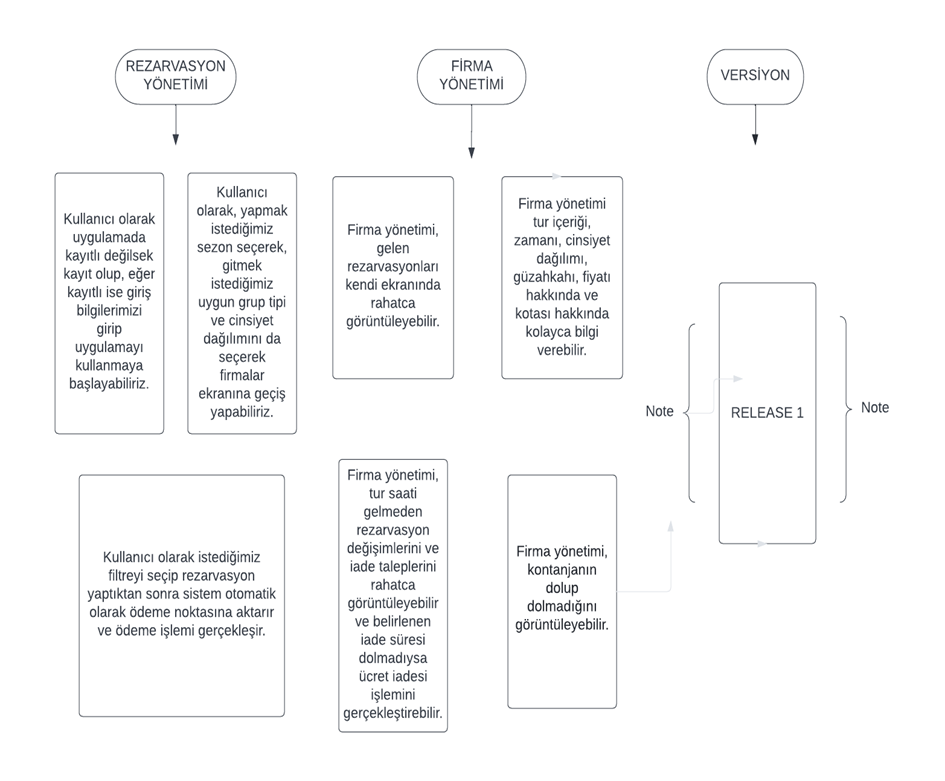 REZARVASYON
YÖNETİMİ
FİRMA
YÖNETİMİ
VERSİYON
Kullanıcı olarak
uygulamada
kayıtlı değilsek
kayıt olup, eğer
kayıtlı ise giriş
bilgilerimizi
girip
uygulamayı
kullanmaya
başlayabiliriz.
Kullanıcı
olarak, yapmak
istediğimiz
sezon seçerek,
gitmek
istediğimiz
uygun grup tipi
ve cinsiyet
dağılımını da
seçerek
firmalar
ekranına geçiş
yapabiliriz.
Firma yönetimi,
gelen
rezarvasyonları
kendi ekranında
rahatca
görüntüleyebilir.
Firma yönetimi
tur içeriği,
zamanı, cinsiyet
dağılımı,
güzahkahı, fiyatı
hakkında ve
kotası hakkında
kolayca bilgi
verebilir.
Note
RELEASE 1
Note
Kullanıcı olarak istediğimiz
filtreyi seçip rezarvasyon
yaptıktan sonra sistem otomatik
olarak ödeme noktasına aktarır
ve ödeme işlemi gerçekleşir.
Firma yönetimi,
tur saati
gelmeden
rezarvasyon
değişimlerini ve
iade taleplerini
rahatca
görüntüleyebilir
ve belirlenen
iade süresi
dolmadıysa
ücret iadesi
işlemini
gerçekleştirebilir.
Firma yönetimi,
kontanjanın
dolup
dolmadığını
görüntüleyebilir.